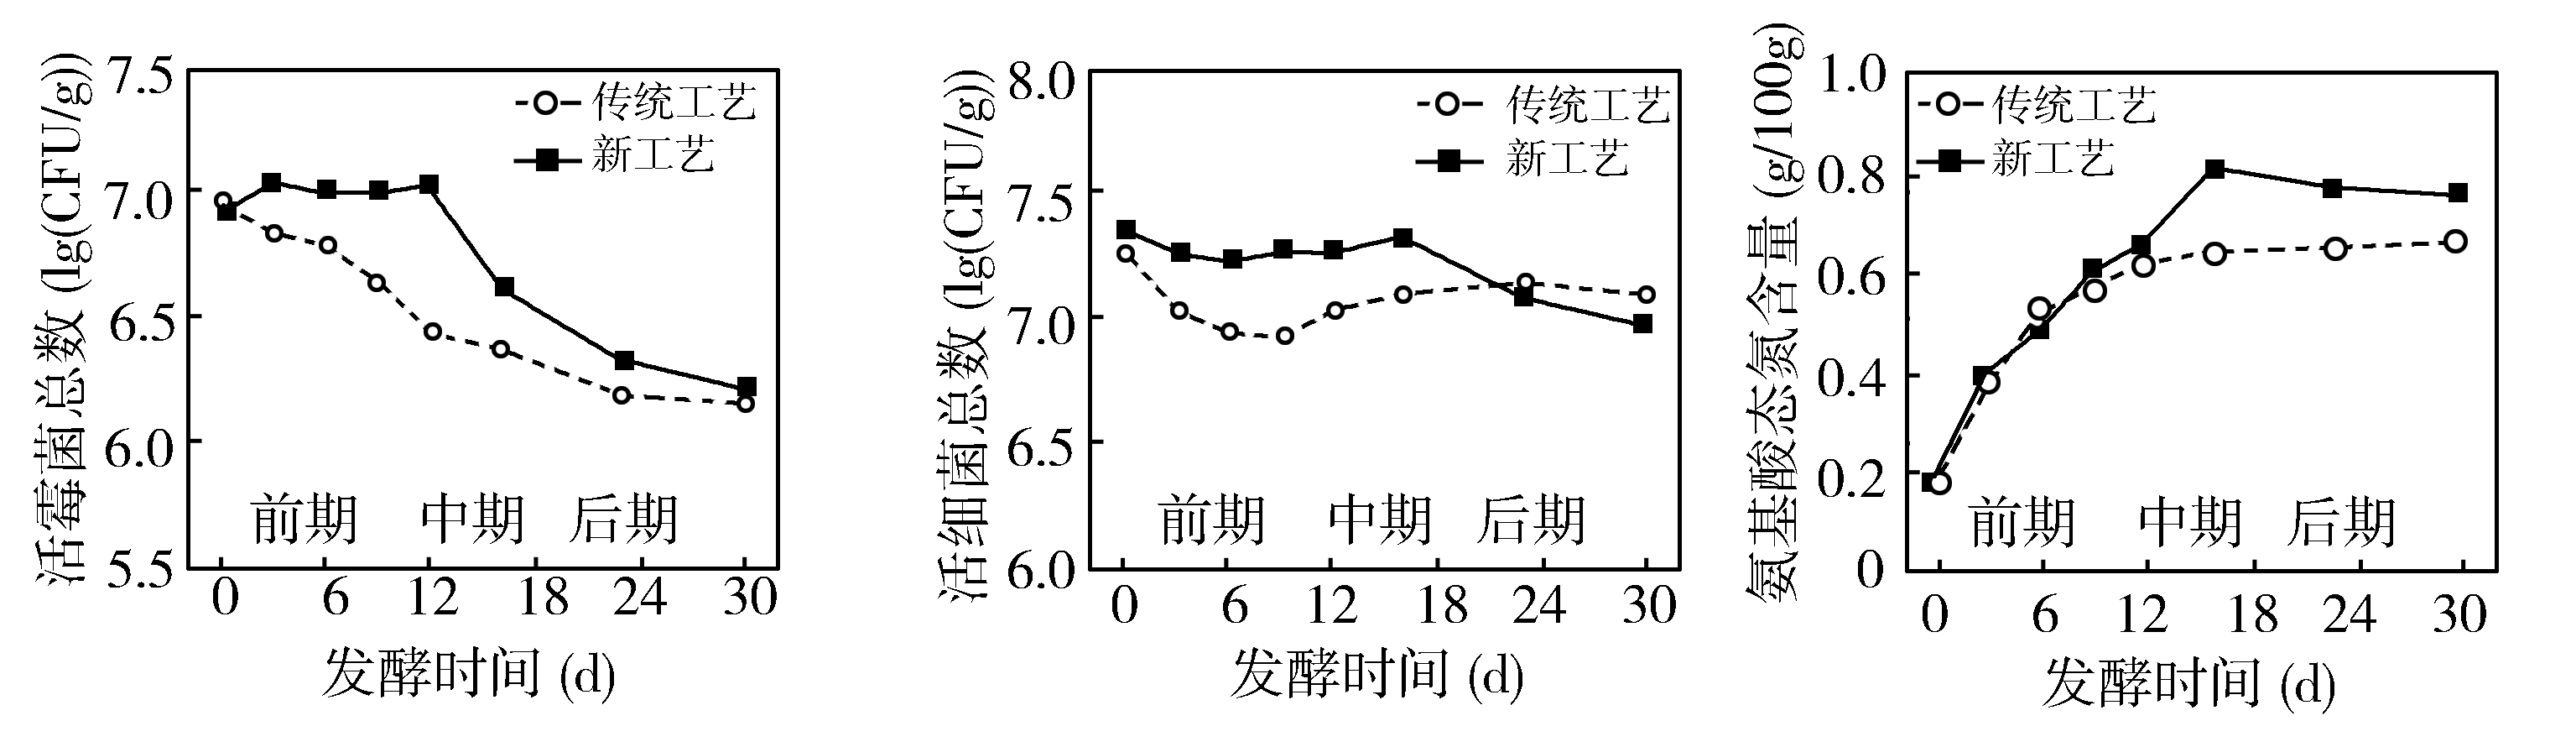 活霉菌总数 (lg(CFU/g))
7.5
7.0
6.5
6.0
5.5
传统工艺
新工艺
前期 中期 后期
0 6 12 18 24 30
发酵时间 (d)
活细菌总数 (lg(CFU/g))
8.0
7.5
7.0
6.5
6.0
传统工艺
新工艺
前期 中期 后期
0 6 12 18 24 30
发酵时间 (d)
氨基酸态氮含量 (g/100g)
1.0
0.8
0.6
0.4
0.2
0
传统工艺
新工艺
前期 中期 后期
0 6 12 18 24 30
发酵时间 (d)